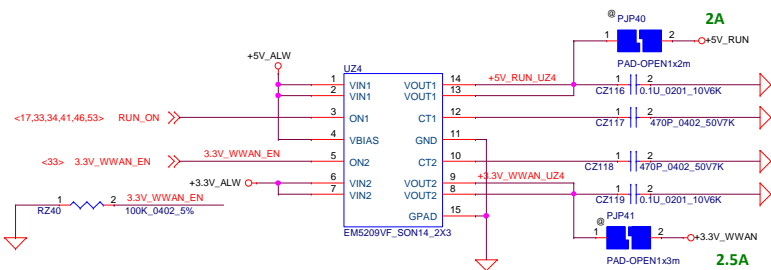 @
PJP40
2A
1 2
+5V_RUN
PAD-OPEN1x2m
+5V_ALW
UZ4
1 VIN1 VOUT1 14 +5V_RUN_UZ4 1 2
2 VIN1 VOUT1 13 CZ116 0.1U_0201_10V6K
<17,33,34,41,46,53> RUN_ON 3 ON1 CT1 12 1 2
CZ117 470P_0402_50V7K
4 VBIAS GND 11
<33> 3.3V_WWAN_EN 3.3V_WWAN_EN 5 ON2 CT2 10 1 2
CZ118 470P_0402_50V7K
+3.3V_ALW 6 VIN2 VOUT2 9 +3.3V_WWAN_UZ4
7 VIN2 VOUT2 8 1 2
CZ119 0.1U_0201_10V6K
1 2 3.3V_WWAN_EN
RZ40 100K_0402_5%
GPAD 15
EM5209VF_SON14_2X3
@
PJP41
1 2
+3.3V_WWAN
PAD-OPEN1x3m
2.5A